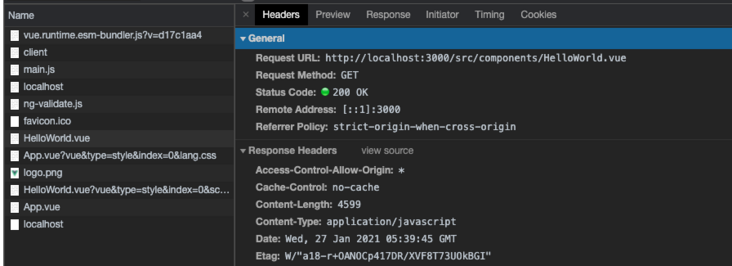 Name
vue.runtime.esm-bundler.js?v=d17c1aa4
client
main.js
localhost
ng-validate.js
favicon.ico
HelloWorld.vue
App.vue?vue&type=style&index=0&lang.css
logo.png
HelloWorld.vue?vue&type=style&index=0&sc...
App.vue
localhost
Headers Preview Response Initiator Timing Cookies
General
Request URL: http://localhost:3000/src/components/HelloWorld.vue
Request Method: GET
Status Code: 200 OK
Remote Address: [::1]:3000
Referrer Policy: strict-origin-when-cross-origin
Response Headers view source
Access-Control-Allow-Origin: *
Cache-Control: no-cache
Content-Length: 4599
Content-Type: application/javascript
Date: Wed, 27 Jan 2021 05:39:45 GMT
Etag: W/"a18-r+OANOCp417DR/XVF8T73UOkBGI"